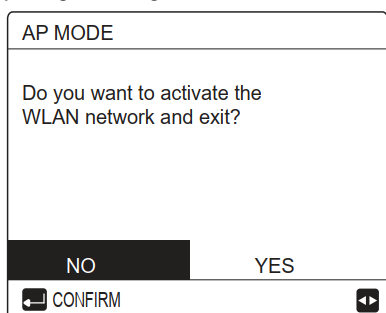 AP MODE
Do you want to activate the
WLAN network and exit?
NO YES
CONFIRM